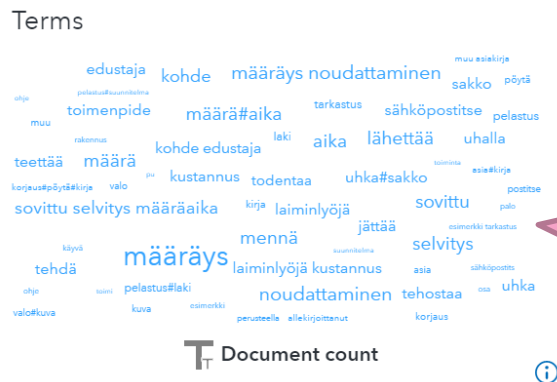 Terms
muu asiakirja
edustaja kohde määräys noudattaminen sakko pöytä
ohje pelastus#suunnitelma
muu toimenpide määrä#aika tarkastus sähköpostitse pelastus
rakennus kohde edustaja laki aika lähettää uhalla
teettää määrä toiminta
korjaus#pöytä#kirja valo pu kustannus todentaa uhka#sakko asia#kirja postitse
sovittu selvitys määräaika kirja laiminlyöjä sovittu palo
jättää esimerkki tarkastus
käyvä mennä selvitys
suunnitelma
määräys
tehdä laiminlyöjä kustannus asia sähköpostits
ohje toimi pelastus#laki noudattaminen tehostaa osa uhka
valo#kuva kuva esimerkki
perusteella allekirjoittanut korjaus
Document count